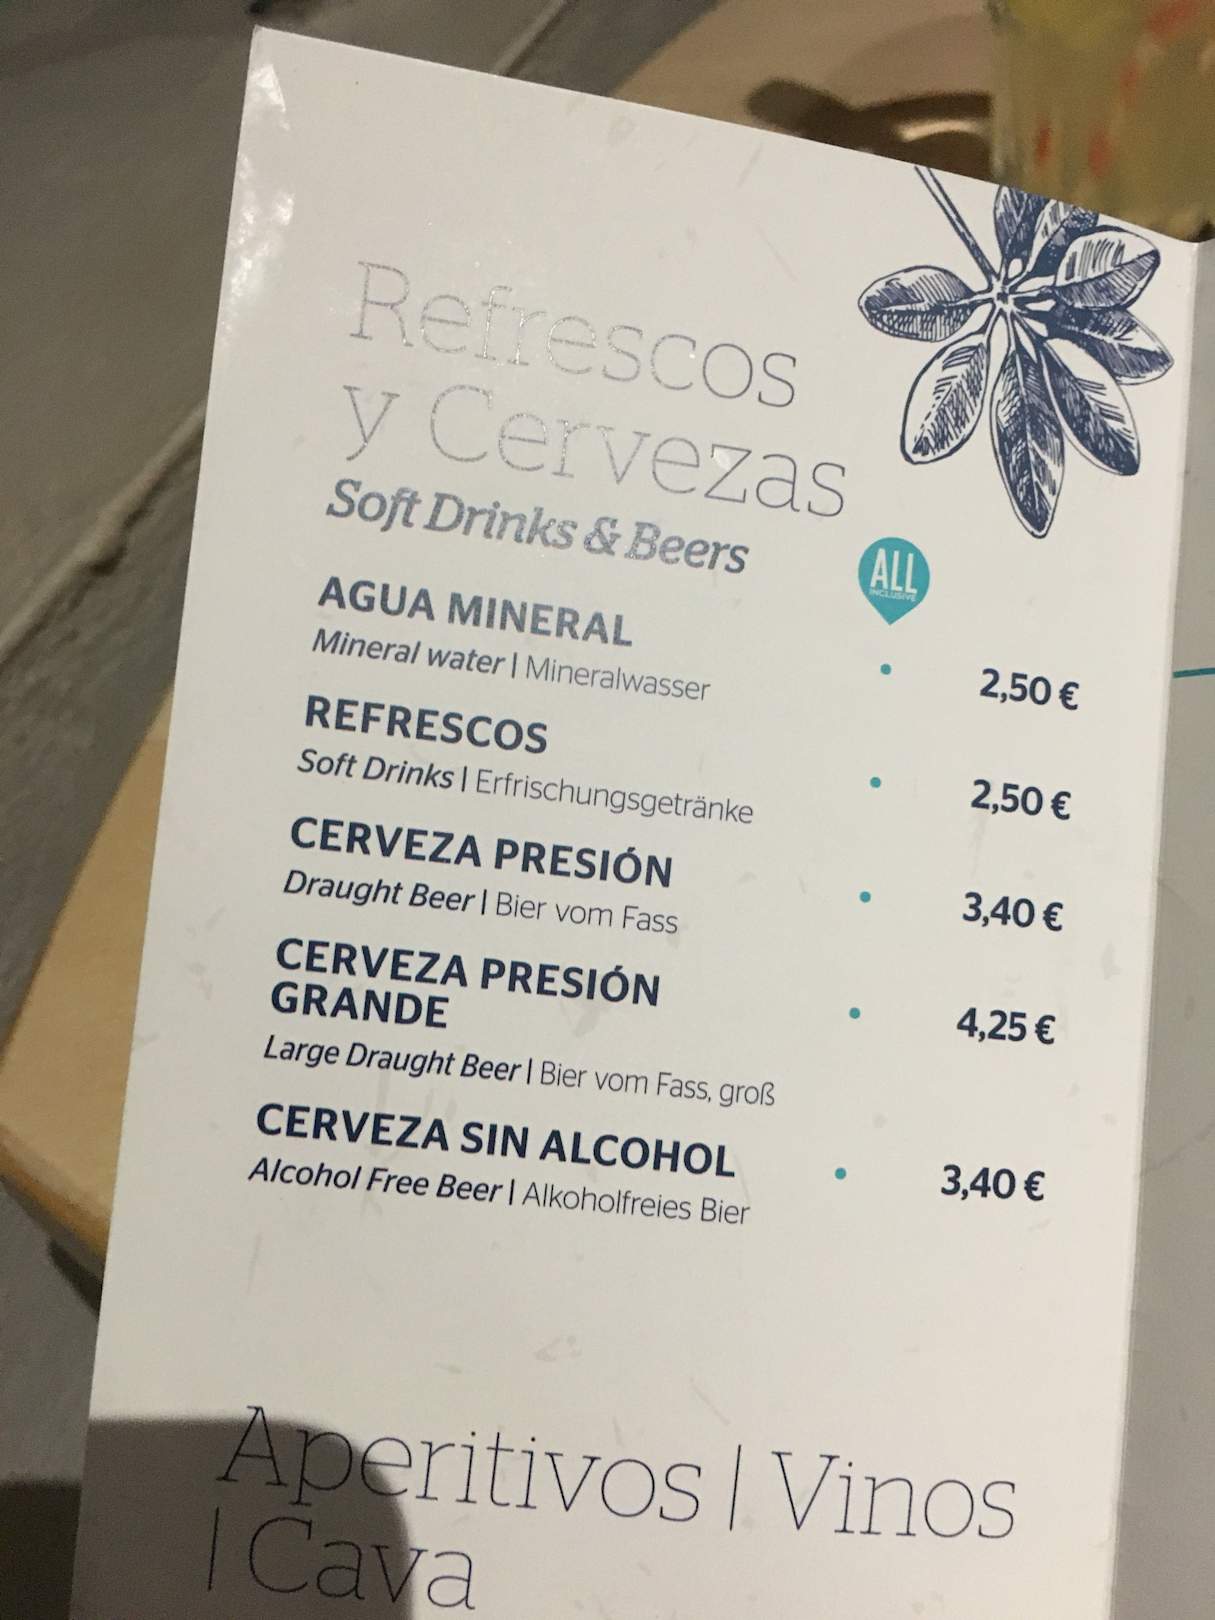 Refrescos
y Cervezas
Soft Drinks & Beers
ALL
INCLUSIVE
AGUA MINERAL
Mineral water | Mineralwasser
2,50 €
REFRESCOS
Soft Drinks | Erfrischungsgetränke
2,50 €
CERVEZA PRESIÓN
Draught Beer | Bier vom Fass
3,40 €
CERVEZA PRESIÓN
GRANDE
4,25 €
Large Draught Beer | Bier vom Fass, groß
CERVEZA SIN ALCOHOL
Alcohol Free Beer | Alkoholfreies Bier
3,40 €
Aperitivos | Vinos
| Cava